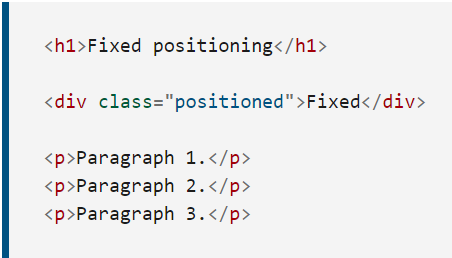 <h1>Fixed positioning</h1>
<div class="positioned">Fixed</div>
<p>Paragraph 1.</p>
<p>Paragraph 2.</p>
<p>Paragraph 3.</p>